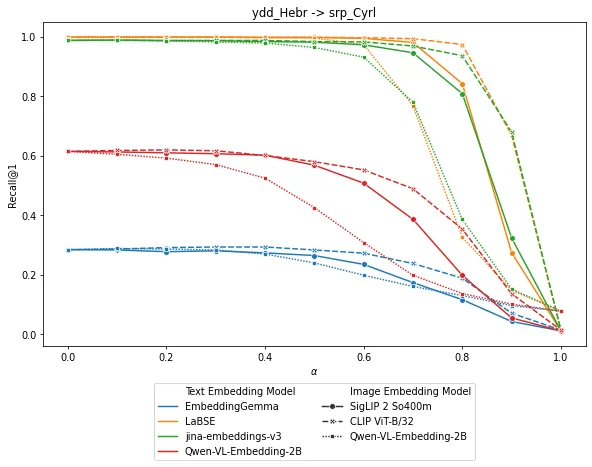 ydd_Hebr -> srp_Cyrl
1.0
0.8
0.6
0.4
0.2
0.0
Recall@1
0.0 0.2 0.4 0.6 0.8 1.0
α
Text Embedding Model Image Embedding Model
EmbeddingGemma SigLIP 2 So400m
LaBSE CLIP ViT-B/32
jina-embeddings-v3 Qwen-VL-Embedding-2B
Qwen-VL-Embedding-2B